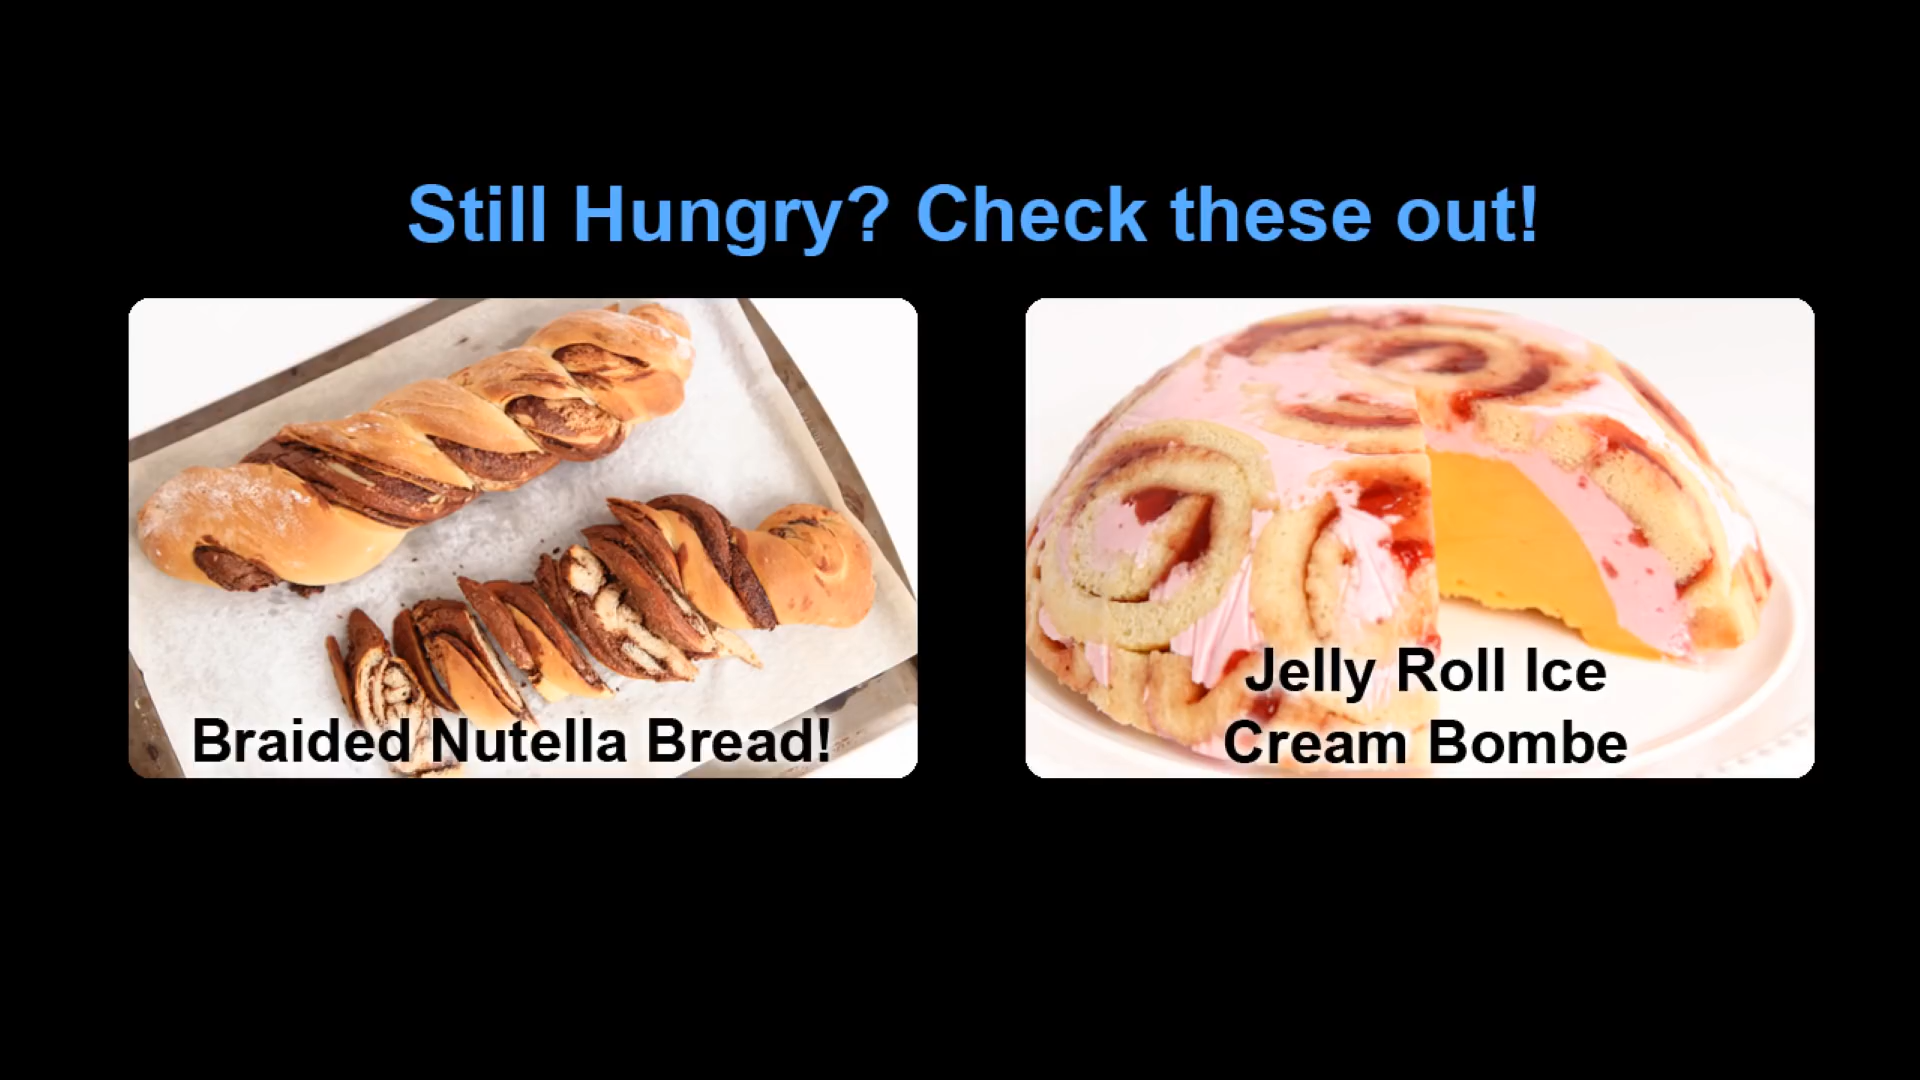 Still Hungry? Check these out!
Braided Nutella Bread!
Jelly Roll Ice
Cream Bombe